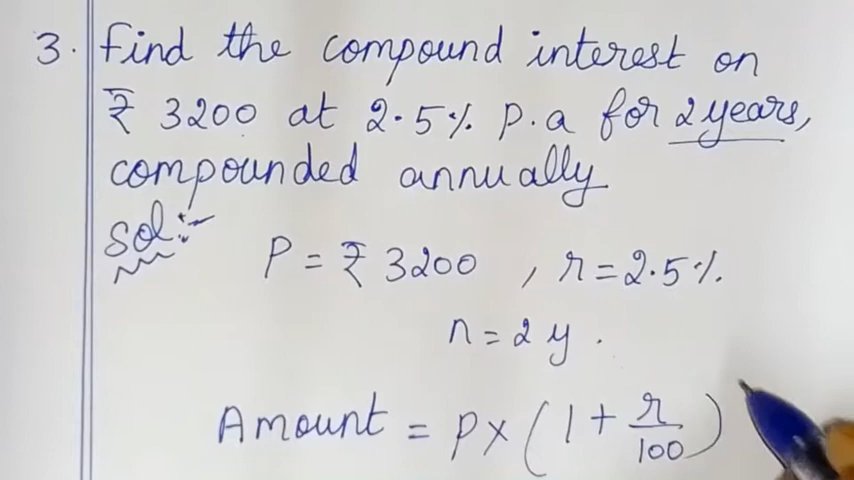 3. Find the compound interest on
₹ 3200 at 2.5% p.a for 2 years,
compounded annually
Sol:-
P = ₹ 3200 , r = 2.5%
n = 2 y.
Amount = P × (1 + r/100)